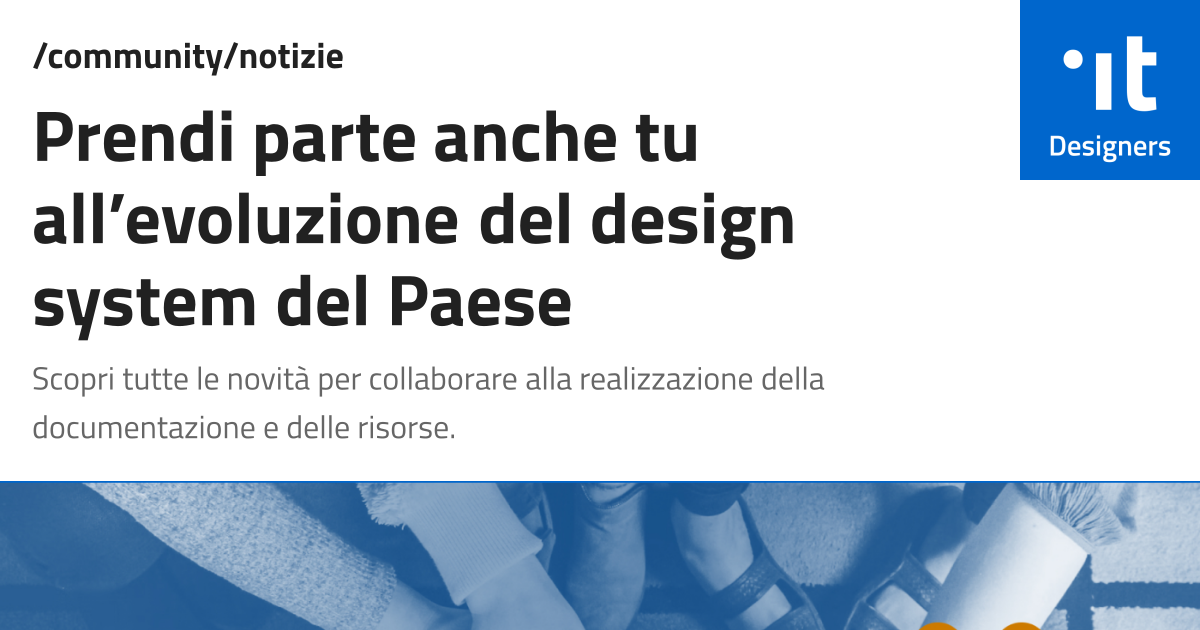 /community/notizie
Prendi parte anche tu
all’evoluzione del design
system del Paese
Scopri tutte le novità per collaborare alla realizzazione della
documentazione e delle risorse.
it
Designers